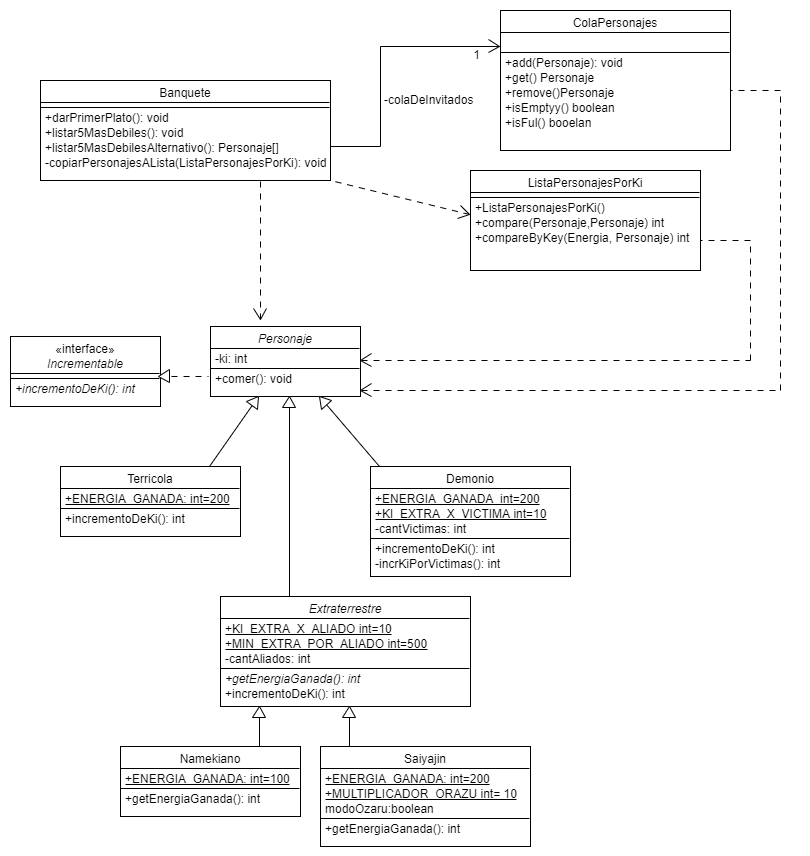 ColaPersonajes
+add(Personaje): void
+get() Personaje
+remove()Personaje
+isEmptyy() boolean
+isFul() booelan
1
-colaDeInvitados
Banquete
+darPrimerPlato(): void
+listar5MasDebiles(): void
+listar5MasDebilesAlternativo(): Personaje[]
-copiarPersonajesALista(ListaPersonajesPorKi): void
ListaPersonajesPorKi
+ListaPersonajesPorKi()
+compare(Personaje,Personaje) int
+compareByKey(Energia, Personaje) int
«interface»
Incrementable
+incrementoDeKi(): int
Personaje
-ki: int
+comer(): void
Terricola
+ENERGIA_GANADA: int=200
+incrementoDeKi(): int
Demonio
+ENERGIA_GANADA int=200
+KI_EXTRA_X_VICTIMA int=10
-cantVictimas: int
+incrementoDeKi(): int
-incrKiPorVictimas(): int
Extraterrestre
+KI_EXTRA_X_ALIADO int=10
+MIN_EXTRA_POR_ALIADO int=500
-cantAliados: int
+getEnergiaGanada(): int
+incrementoDeKi(): int
Namekiano
+ENERGIA_GANADA: int=100
+getEnergiaGanada(): int
Saiyajin
+ENERGIA_GANADA: int=200
+MULTIPLICADOR_ORAZU int= 10
modoOzaru:boolean
+getEnergiaGanada(): int